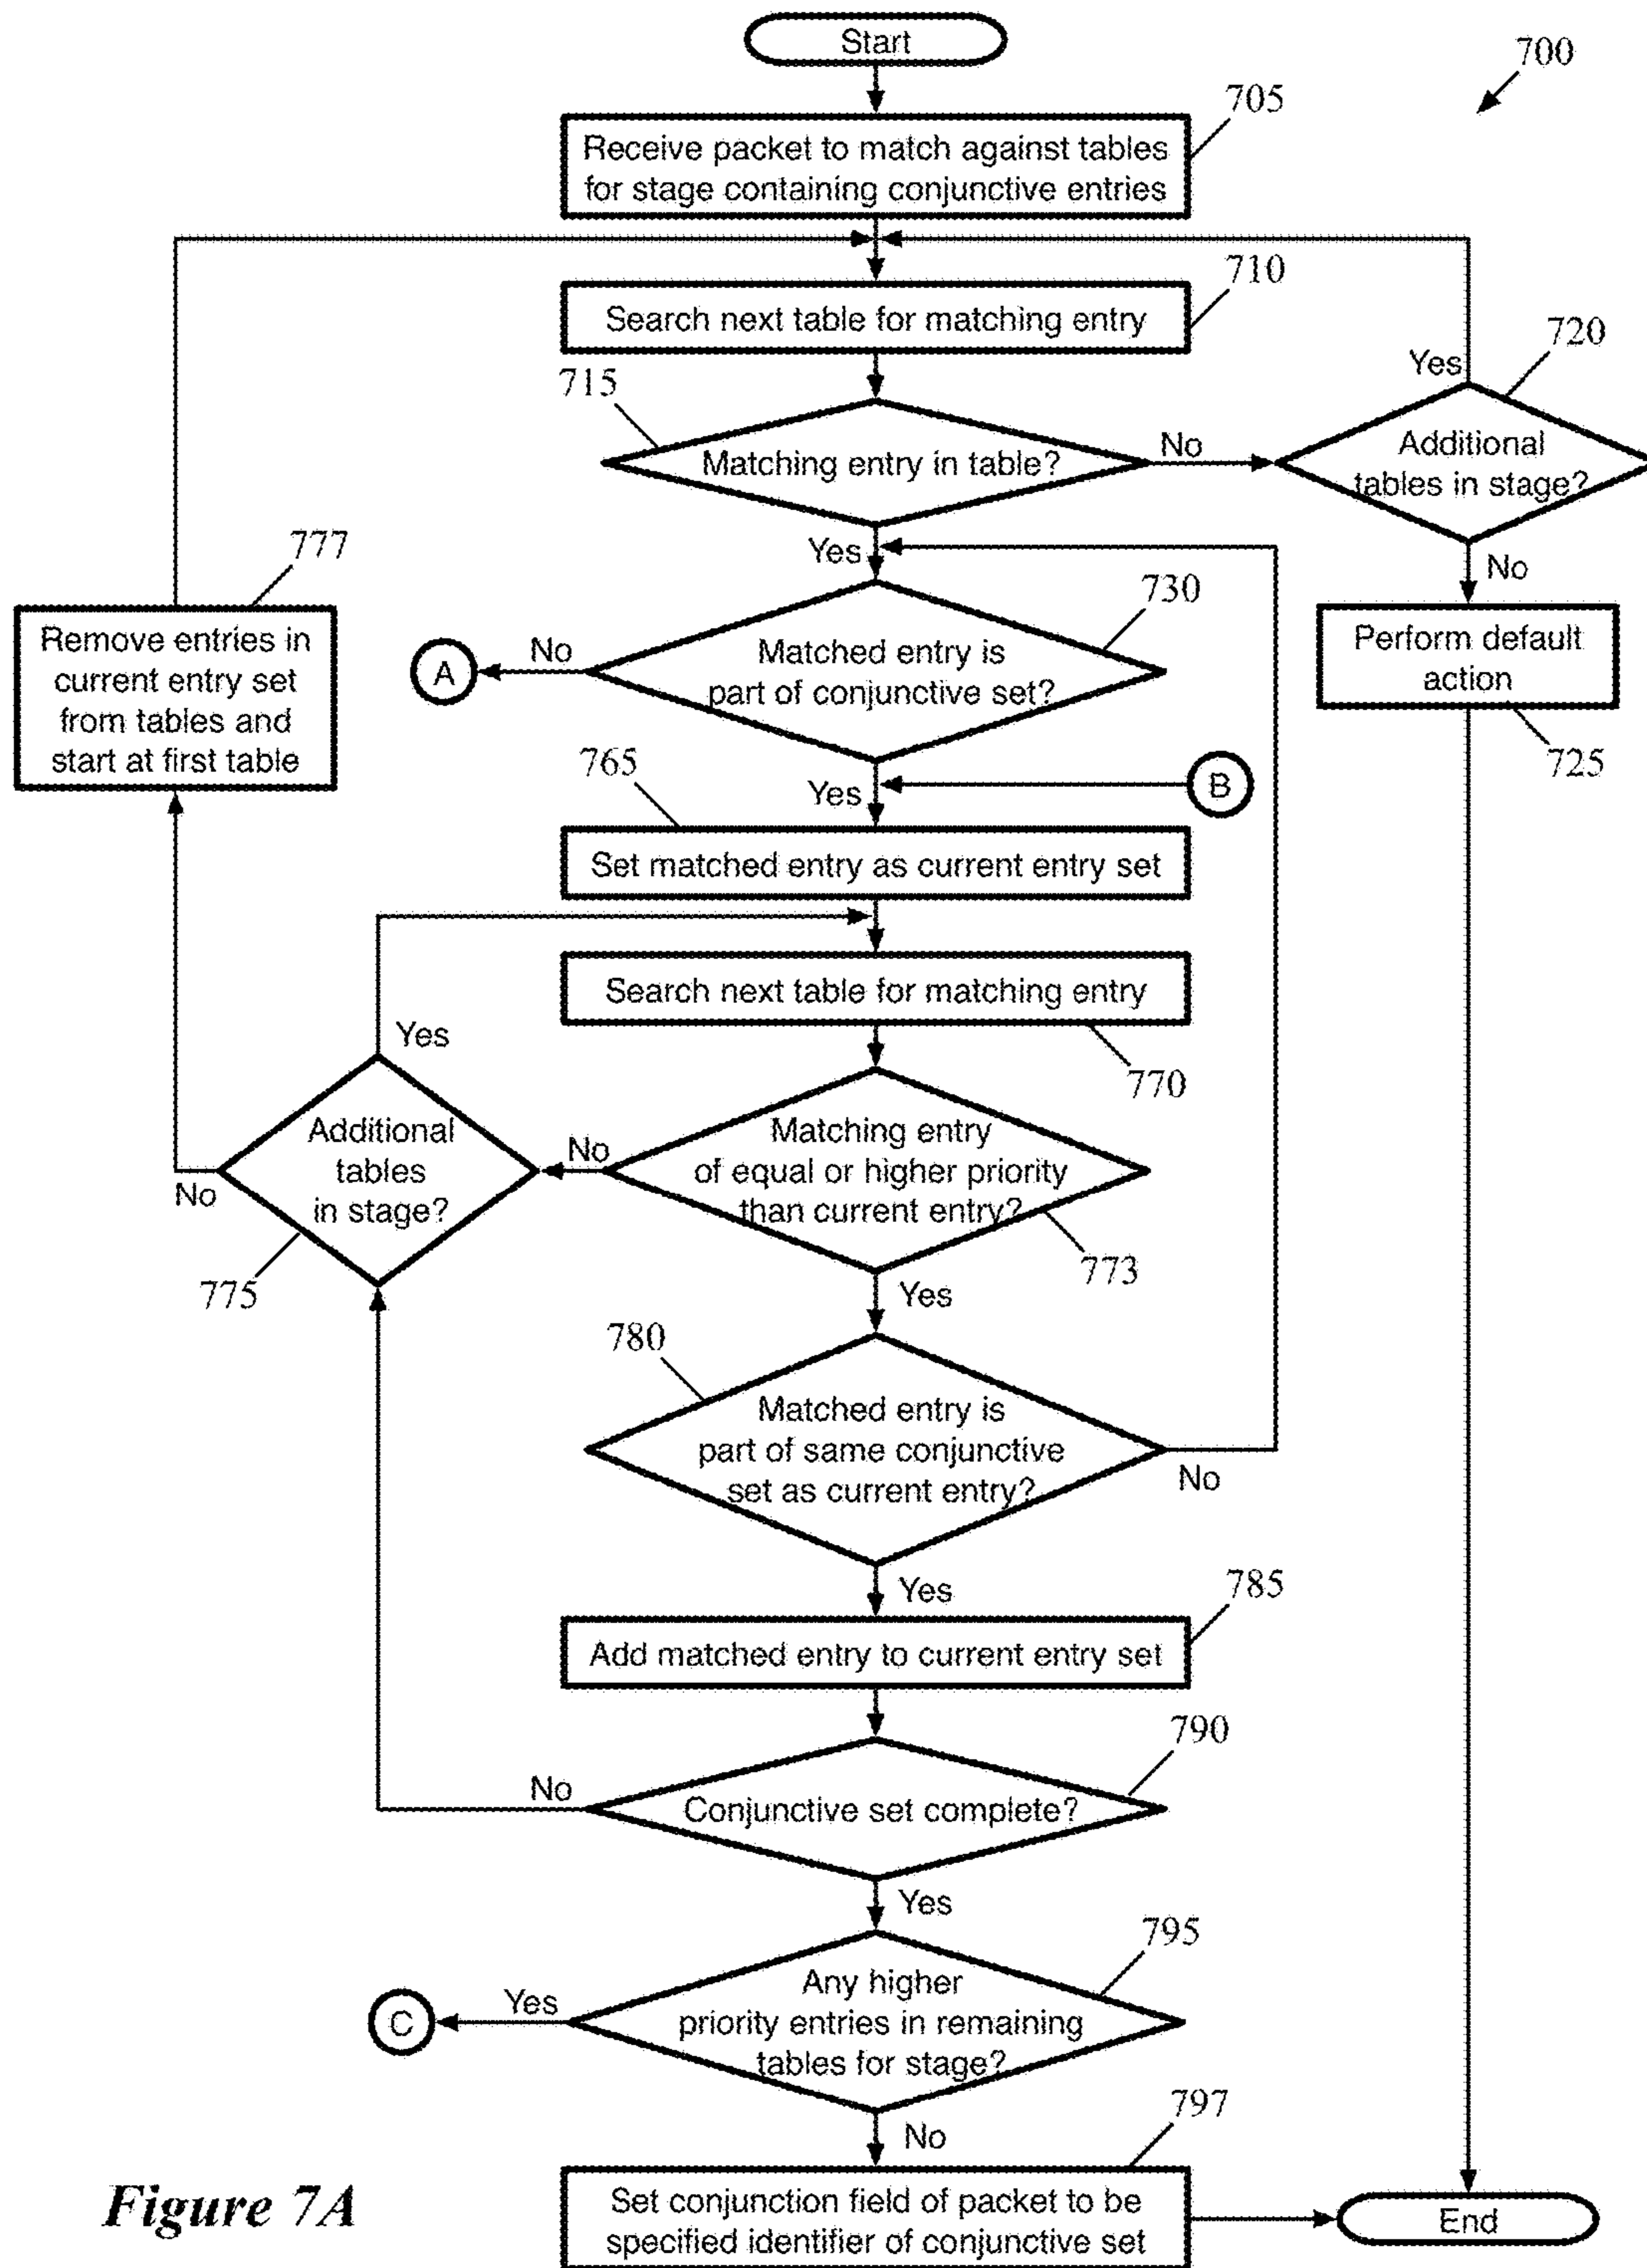 Start
700
705
Receive packet to match against tables
for stage containing conjunctive entries
710
Search next table for matching entry
720
Yes
715
Matching entry in table?
No
Additional
tables in stage?
777
Yes
No
730
Remove entries in
current entry set
from tables and
start at first table
A
No
Matched entry is
part of conjunctive set?
Perform default
action
725
765
Yes
B
Set matched entry as current entry set
Search next table for matching entry
Yes
770
Additional
tables
in stage?
No
Matching entry
of equal or higher priority
than current entry?
No
775
773
Yes
780
Matched entry is
part of same conjunctive
set as current entry?
No
Yes
785
Add matched entry to current entry set
790
No
Conjunctive set complete?
Yes
795
C
Yes
Any higher
priority entries in remaining
tables for stage?
797
No
Set conjunction field of packet to be
specified identifier of conjunctive set
End
Figure 7A